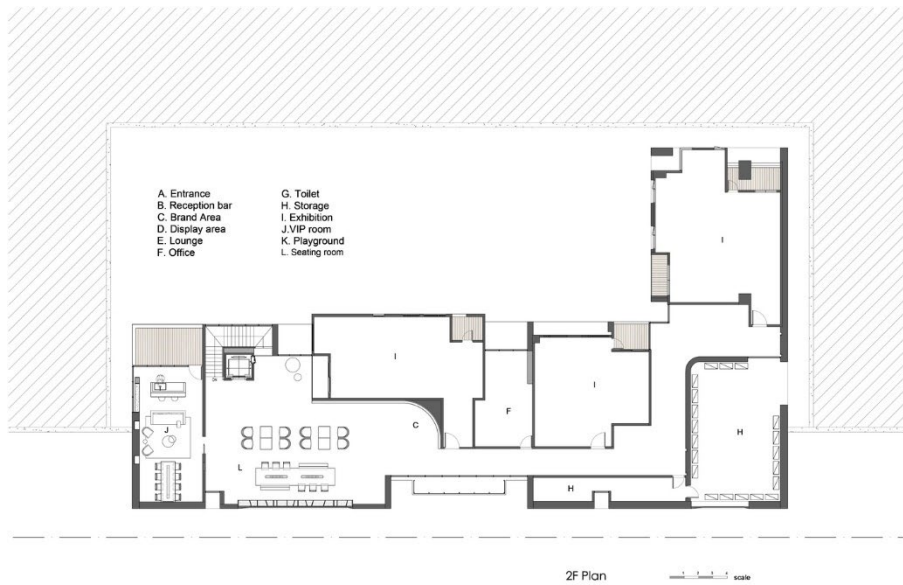 A. Entrance
B. Reception bar
C. Brand Area
D. Display area
E. Lounge
F. Office
G. Toilet
H. Storage
I. Exhibition
J.VIP room
K. Playground
L. Seating room
I
I
I
F
C
J
L
H
H
2F Plan
scale